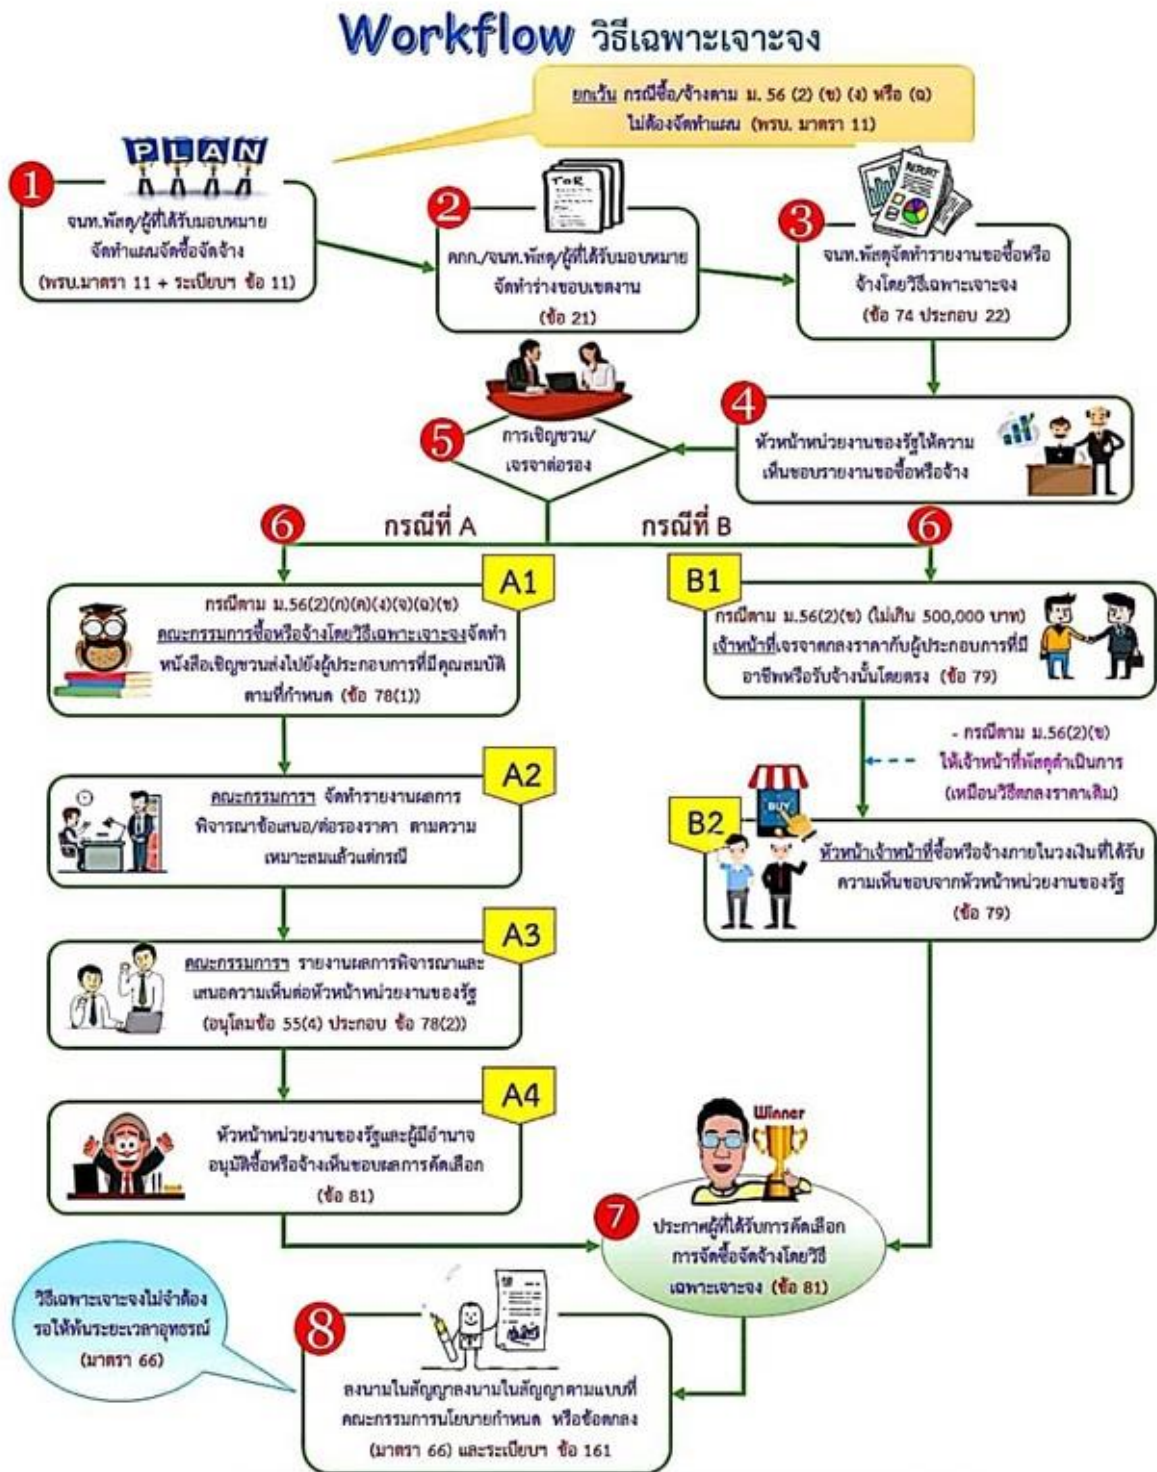 Workflow วิธีเฉพาะเจาะจง
ยกเว้น กรณีซื้อ/จ้างตาม ม. 56 (2) (ข) (ง) หรือ (ฉ)
ไม่ต้องจัดทำแผน (พรบ. มาตรา 11)
PLAN
1
จนท.พัสดุ/ผู้ที่ได้รับมอบหมาย
จัดทำแผนจัดซื้อจัดจ้าง
(พรบ.มาตรา 11 + ระเบียบฯ ข้อ 11)
TOR
2
คกก./จนท.พัสดุ/ผู้ที่ได้รับมอบหมาย
จัดทำร่างขอบเขตงาน
(ข้อ 21)
REPORT
3
จนท.พัสดุจัดทำรายงานขอซื้อหรือ
จ้างโดยวิธีเฉพาะเจาะจง
(ข้อ 74 ประกอบ 22)
4
หัวหน้าหน่วยงานของรัฐให้ความ
เห็นชอบรายงานขอซื้อหรือจ้าง
5
การเชิญชวน/
เจรจาต่อรอง
6
กรณีที่ A
กรณีที่ B
6
A1
กรณีตาม ม.56(2)(ก)(ค)(ง)(จ)(ฉ)(ช)
คณะกรรมการซื้อหรือจ้างโดยวิธีเฉพาะเจาะจงจัดทำ
หนังสือเชิญชวนส่งไปยังผู้ประกอบการที่มีคุณสมบัติ
ตามที่กำหนด (ข้อ 78(1))
B1
กรณีตาม ม.56(2)(ข) (ไม่เกิน 500,000 บาท)
เจ้าหน้าที่เจรจาตกลงราคากับผู้ประกอบการที่มี
อาชีพหรือรับจ้างนั้นโดยตรง (ข้อ 79)
- กรณีตาม ม.56(2)(ข)
ให้เจ้าหน้าที่พัสดุดำเนินการ
(เหมือนวิธีตกลงราคาเดิม)
A2
คณะกรรมการฯ จัดทำรายงานผลการ
พิจารณาข้อเสนอ/ต่อรองราคา ตามความ
เหมาะสมแล้วแต่กรณี
BUY
B2
หัวหน้าเจ้าหน้าที่ซื้อหรือจ้างภายในวงเงินที่ได้รับ
ความเห็นชอบจากหัวหน้าหน่วยงานของรัฐ
(ข้อ 79)
A3
คณะกรรมการฯ รายงานผลการพิจารณาและ
เสนอความเห็นต่อหัวหน้าหน่วยงานของรัฐ
(อนุโลมข้อ 55(4) ประกอบ ข้อ 78(2))
A4
หัวหน้าหน่วยงานของรัฐและผู้มีอำนาจ
อนุมัติซื้อหรือจ้างเห็นชอบผลการคัดเลือก
(ข้อ 81)
Winner
7
ประกาศผู้ที่ได้รับการคัดเลือก
การจัดซื้อจัดจ้างโดยวิธี
เฉพาะเจาะจง (ข้อ 81)
วิธีเฉพาะเจาะจงไม่จำต้อง
รอให้พ้นระยะเวลาอุทธรณ์
(มาตรา 66)
8
ลงนามในสัญญาลงนามในสัญญาตามแบบที่
คณะกรรมการนโยบายกำหนด หรือข้อตกลง
(มาตรา 66) และระเบียบฯ ข้อ 161